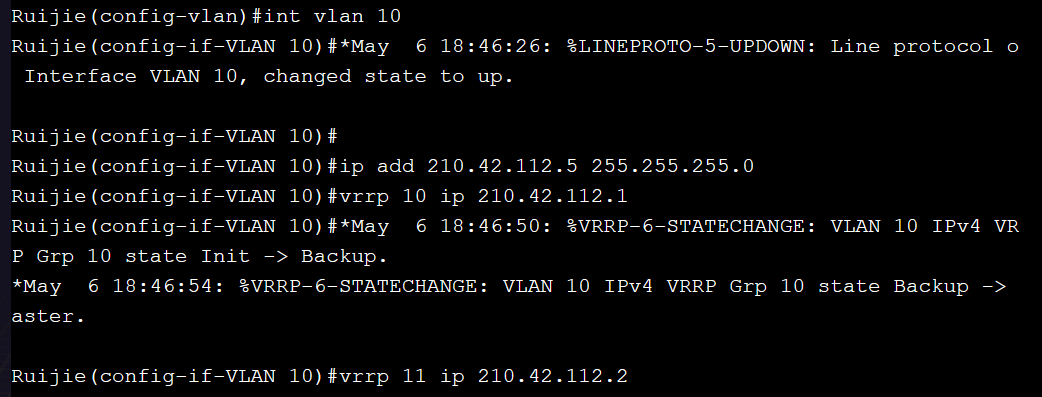 Ruijie(config-vlan)#int vlan 10
Ruijie(config-if-VLAN 10)#*May  6 18:46:26: %LINEPROTO-5-UPDOWN: Line protocol o
 Interface VLAN 10, changed state to up.
Ruijie(config-if-VLAN 10)#
Ruijie(config-if-VLAN 10)#ip add 210.42.112.5 255.255.255.0
Ruijie(config-if-VLAN 10)#vrrp 10 ip 210.42.112.1
Ruijie(config-if-VLAN 10)#*May  6 18:46:50: %VRRP-6-STATECHANGE: VLAN 10 IPv4 VR
P Grp 10 state Init -> Backup.
*May  6 18:46:54: %VRRP-6-STATECHANGE: VLAN 10 IPv4 VRRP Grp 10 state Backup ->
aster.
Ruijie(config-if-VLAN 10)#vrrp 11 ip 210.42.112.2